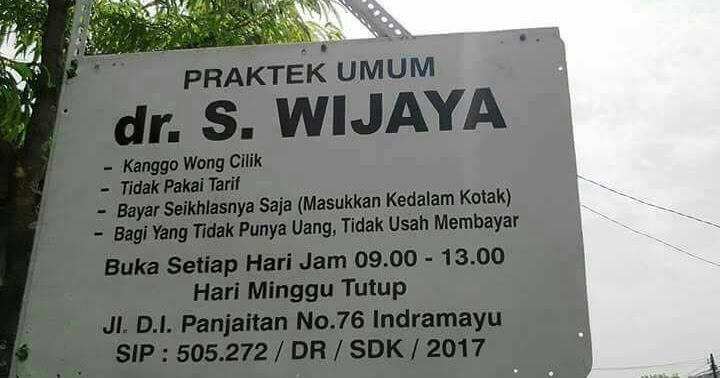 PRAKTEK UMUM
dr. S. WIJAYA
- Kanggo Wong Cilik
- Tidak Pakai Tarif
- Bayar Seikhlasnya Saja (Masukkan Kedalam Kotak)
- Bagi Yang Tidak Punya Uang, Tidak Usah Membayar
Buka Setiap Hari Jam 09.00 - 13.00
Hari Minggu Tutup
Jl. D.I. Panjaitan No.76 Indramayu
SIP : 505.272 / DR / SDK / 2017